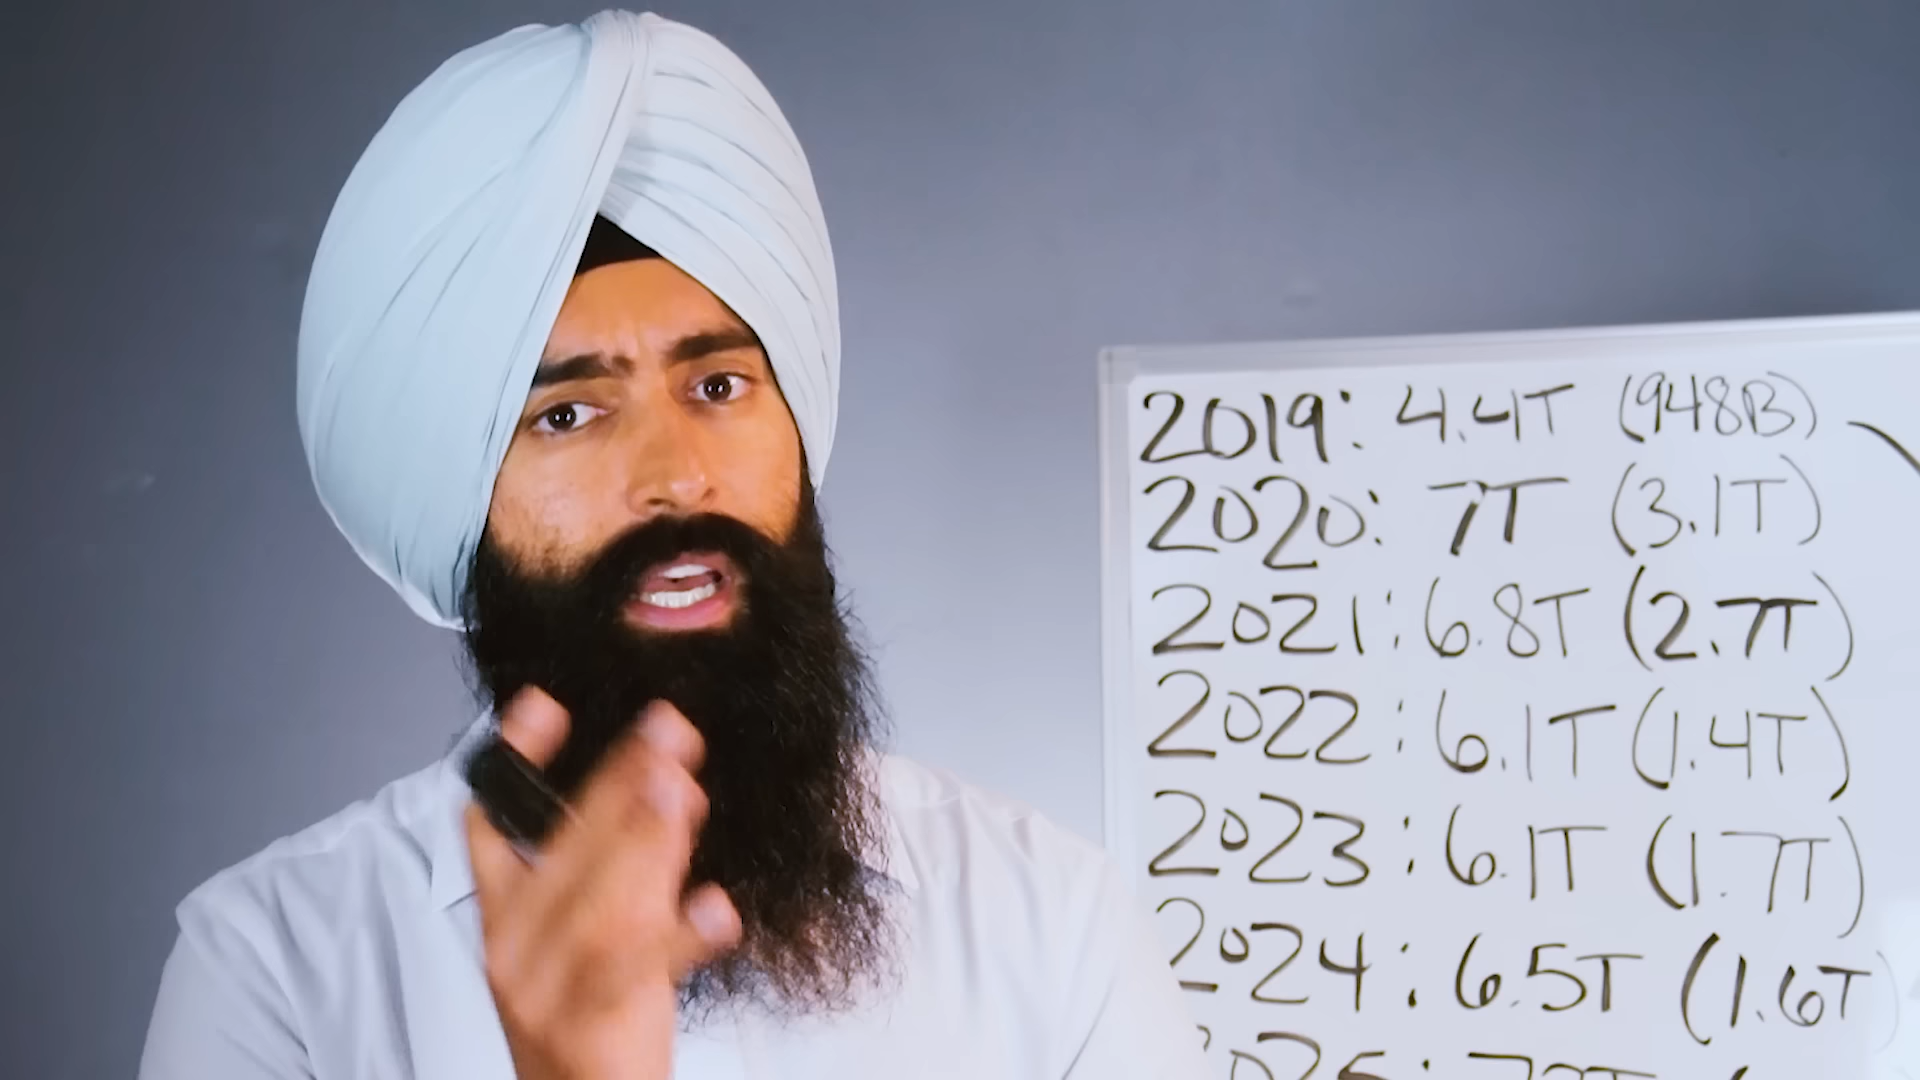 2019: 4.4T (948B)
2020: 7T (3.1T)
2021: 6.8T (2.7T)
2022: 6.1T (1.4T)
2023: 6.1T (1.7T)
2024: 6.5T (1.6T)
2025: